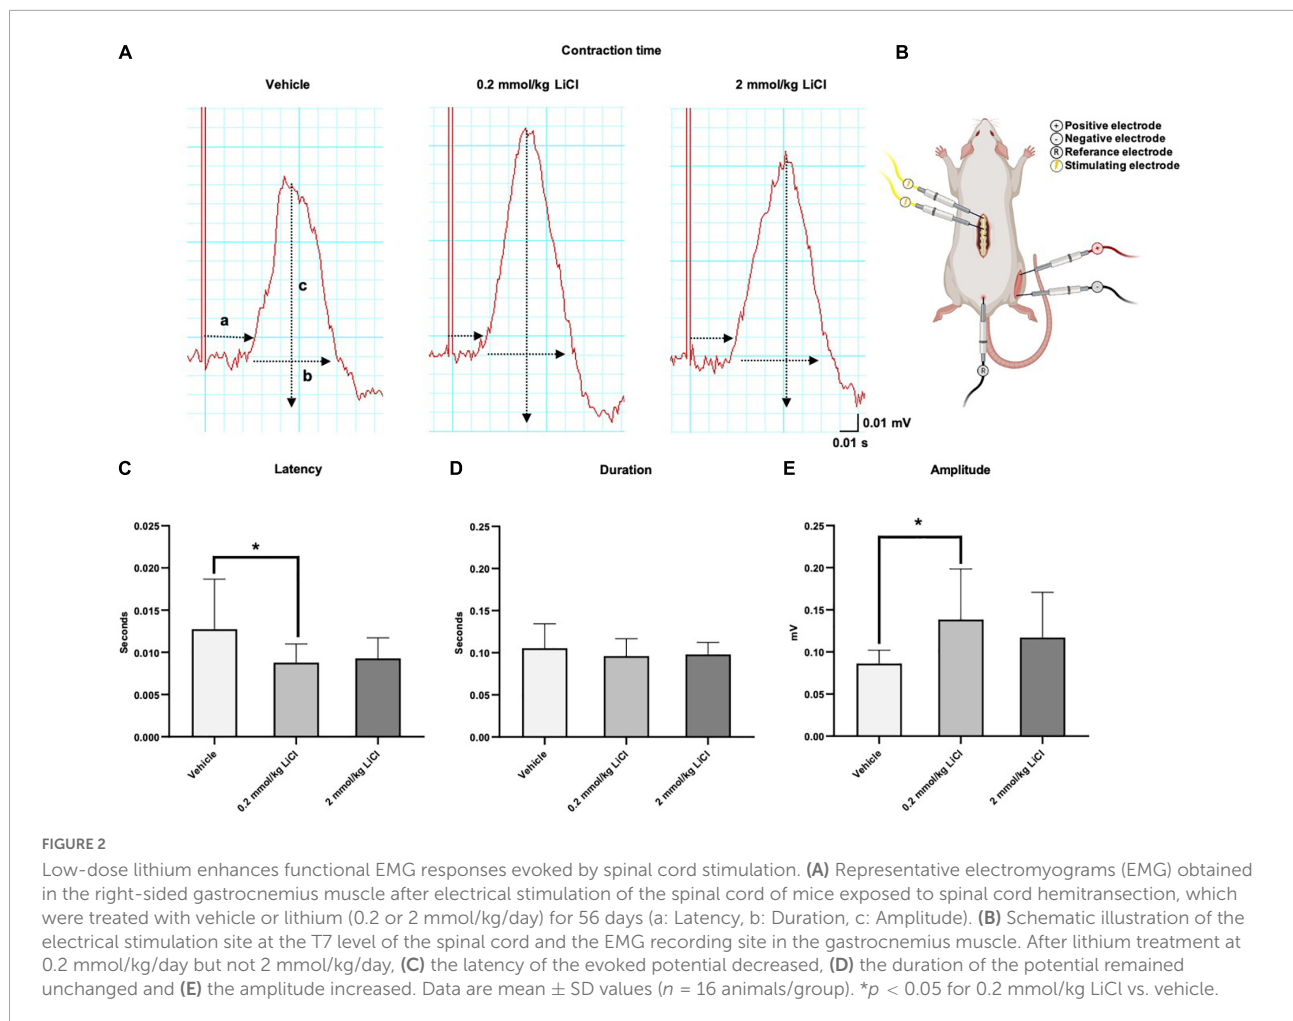 A
Contraction time
B
Vehicle
0.2 mmol/kg LiCl
2 mmol/kg LiCl
+ Positive electrode
- Negative electrode
R Referance electrode
Stimulating electrode
a
b
c
+
-
R
0.01 mV
0.01 s
C
Latency
D
Duration
E
Amplitude
0.025
0.020
0.015
0.010
0.005
0.000
Seconds
*
Vehicle
0.2 mmol/kg LiCl
2 mmol/kg LiCl
0.25
0.20
0.15
0.10
0.05
0.00
Seconds
Vehicle
0.2 mmol/kg LiCl
2 mmol/kg LiCl
0.25
0.20
0.15
0.10
0.05
0.00
mV
*
Vehicle
0.2 mmol/kg LiCl
2 mmol/kg LiCl
FIGURE 2
Low-dose lithium enhances functional EMG responses evoked by spinal cord stimulation. (A) Representative electromyograms (EMG) obtained
in the right-sided gastrocnemius muscle after electrical stimulation of the spinal cord of mice exposed to spinal cord hemitransection, which
were treated with vehicle or lithium (0.2 or 2 mmol/kg/day) for 56 days (a: Latency, b: Duration, c: Amplitude). (B) Schematic illustration of the
electrical stimulation site at the T7 level of the spinal cord and the EMG recording site in the gastrocnemius muscle. After lithium treatment at
0.2 mmol/kg/day but not 2 mmol/kg/day, (C) the latency of the evoked potential decreased, (D) the duration of the potential remained
unchanged and (E) the amplitude increased. Data are mean ± SD values (n = 16 animals/group). *p < 0.05 for 0.2 mmol/kg LiCl vs. vehicle.